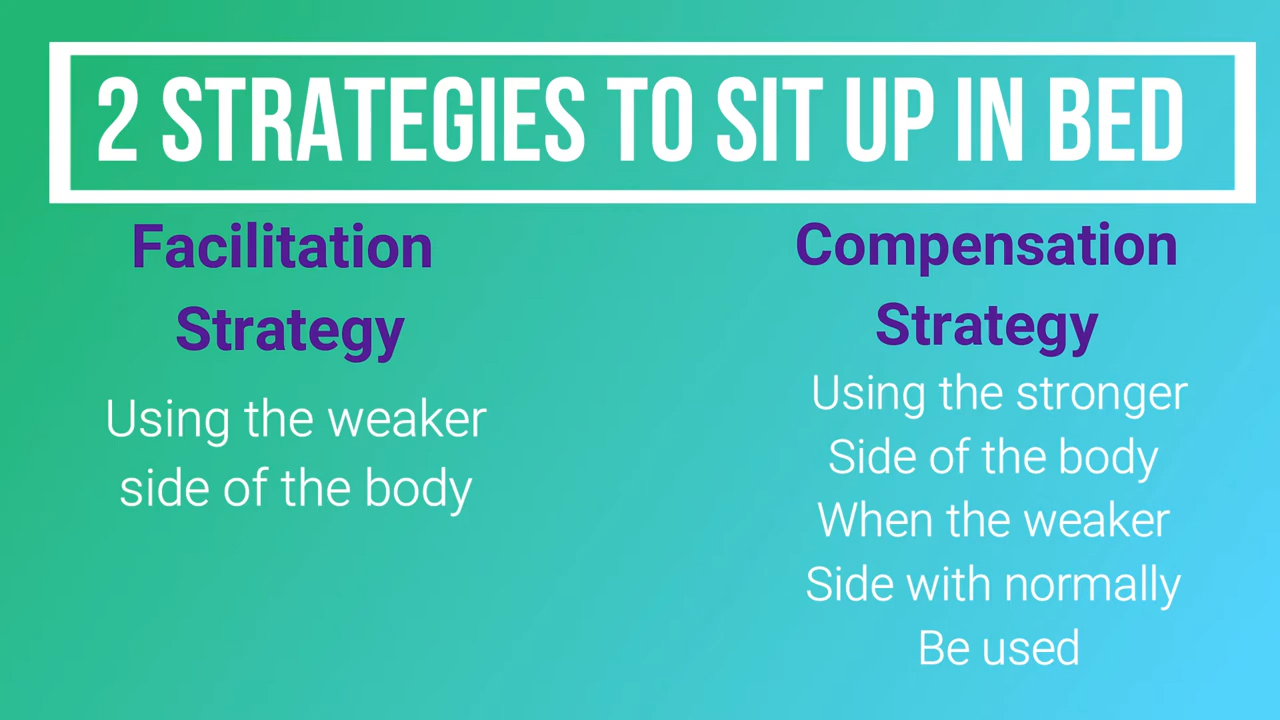 2 STRATEGIES TO SIT UP IN BED
Facilitation
Strategy
Using the weaker
side of the body
Compensation
Strategy
Using the stronger
Side of the body
When the weaker
Side with normally
Be used